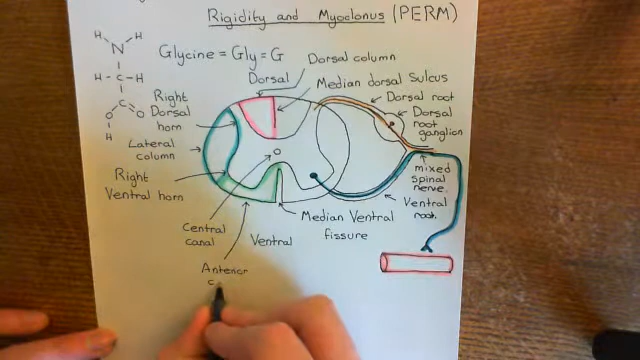 Rigidity and Myoclonus (PERM)
Glycine = Gly = G
Dorsal column
Dorsal
Median dorsal Sulcus
Dorsal root
Dorsal
root
ganglion
Right
Dorsal
horn
Lateral
column
Right
Ventral horn
mixed
spinal
nerve.
Ventral
root.
Median Ventral
fissure
Central
canal
Ventral
Anterior
c
H
H
N
H - C - H
C
O
O
H